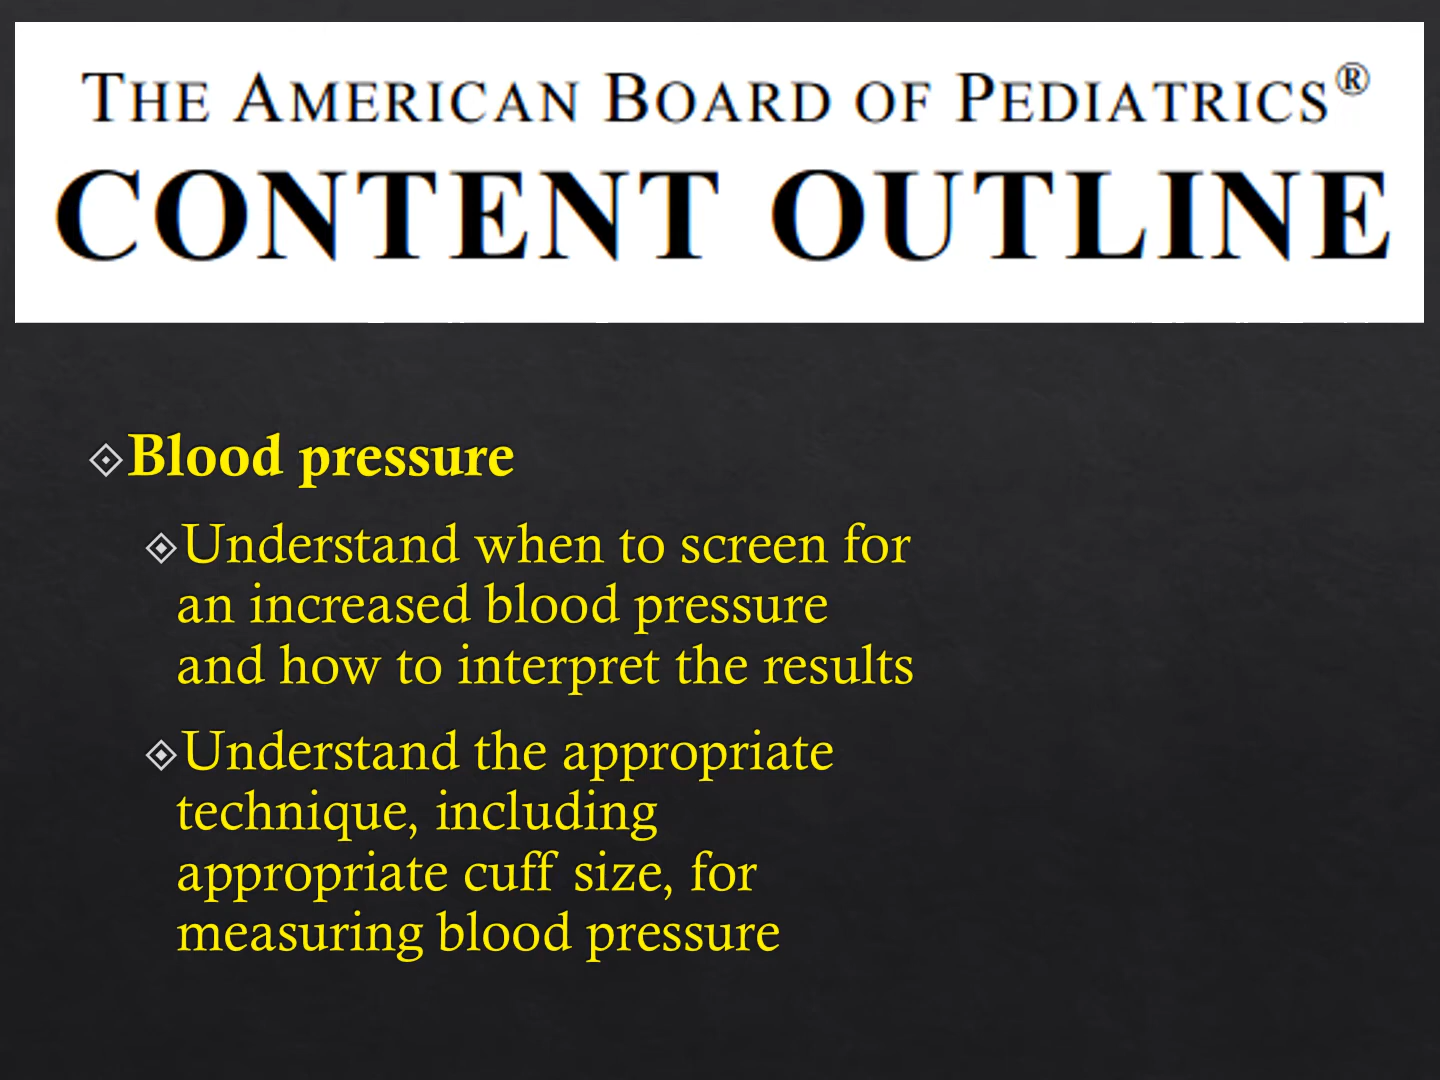 THE AMERICAN BOARD OF PEDIATRICS®
CONTENT OUTLINE
Blood pressure
Understand when to screen for
an increased blood pressure
and how to interpret the results
Understand the appropriate
technique, including
appropriate cuff size, for
measuring blood pressure